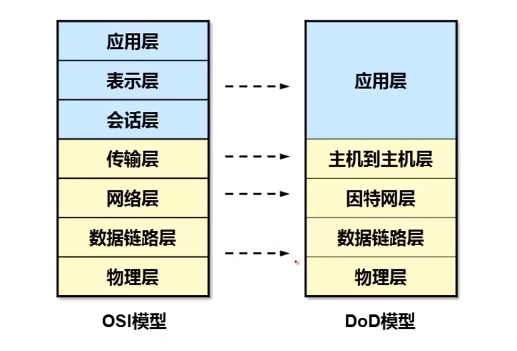 应用层
表示层
会话层
传输层
网络层
数据链路层
物理层
OSI模型
应用层
主机到主机层
因特网层
数据链路层
物理层
DoD模型